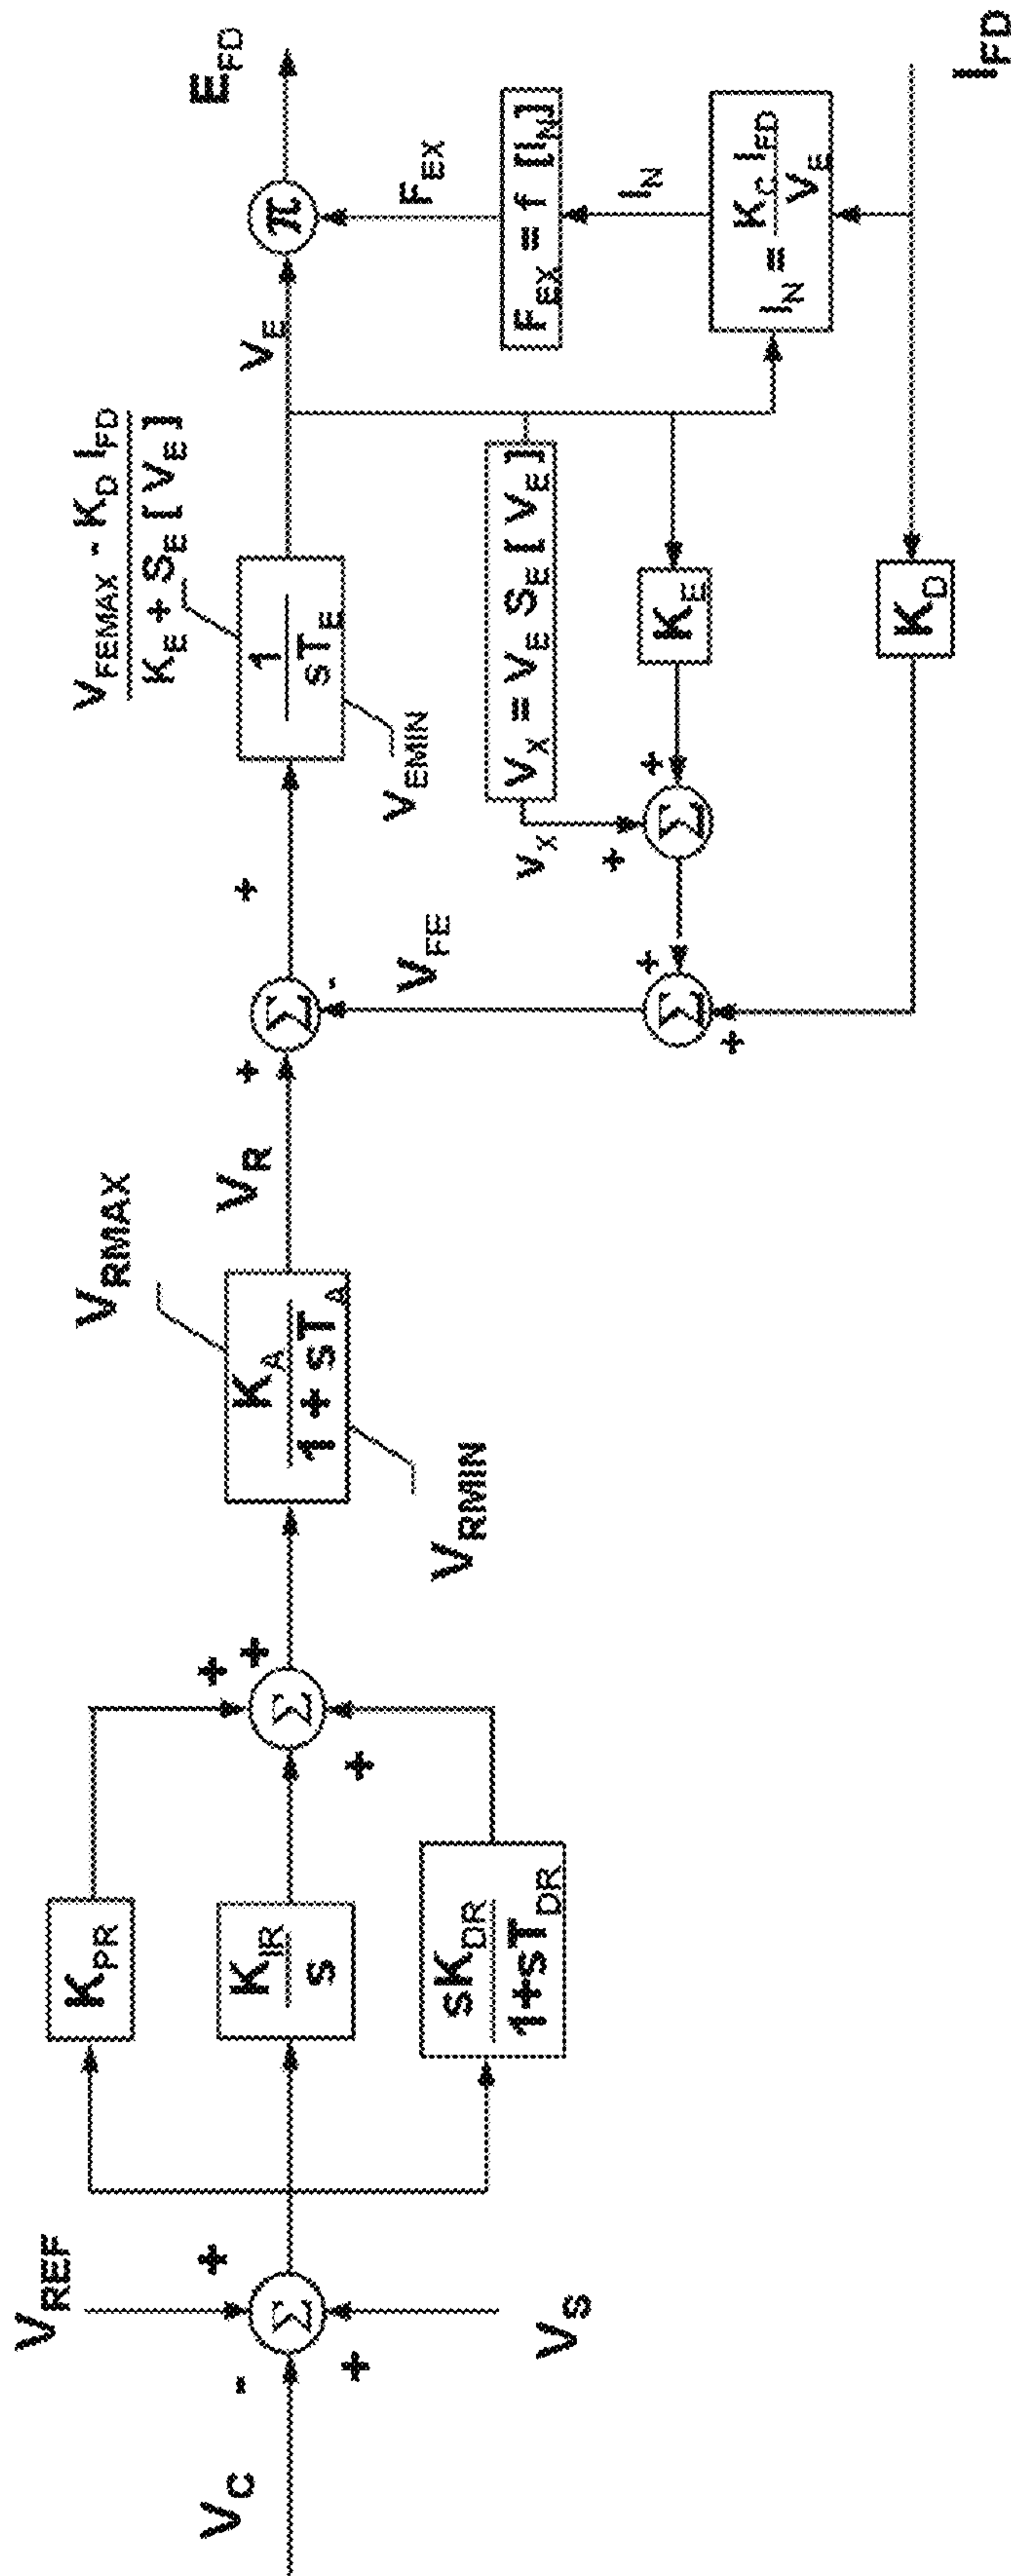 V_C
-
V_REF
+
Σ
+
V_S
K_PR
K_IR
s
sK_DR
1+sT_DR
+
+
Σ
+
K_A
1 + sT_A
V_RMAX
V_RMIN
V_R
+
Σ
+
-
V_FE
V_FEMAX - K_D I_FD
K_E + S_E [ V_E ]
1
sT_E
V_EMIN
V_E
π
E_FD
F_EX
F_EX = f [I_N]
I_N
I_N = K_C I_FD
V_E
V_X = V_E S_E [ V_E ]
V_X
+
Σ
+
K_E
+
Σ
+
K_D
I_FD